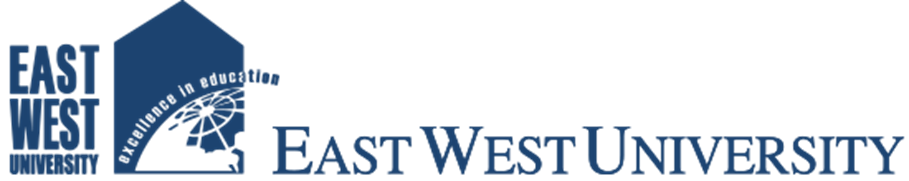 EAST
WEST
UNIVERSITY
excellence in education
EAST WEST UNIVERSITY